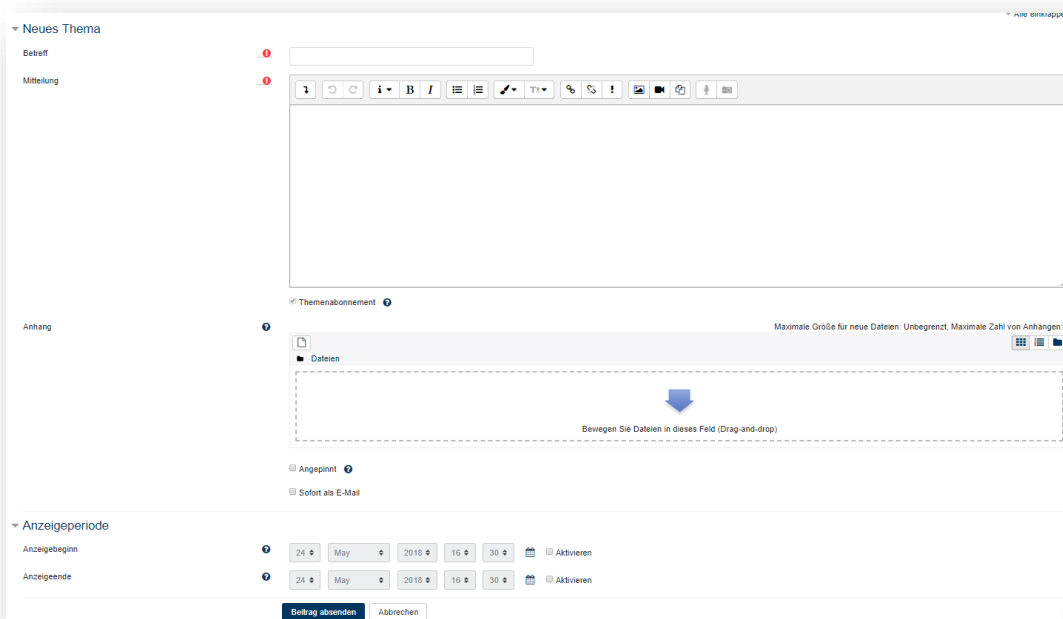 Alle einklappe
Neues Thema
Betreff
Mitteilung
B I
Themenabonnement
Anhang
Maximale Größe für neue Dateien: Unbegrenzt, Maximale Zahl von Anhängen:
Dateien
Bewegen Sie Dateien in dieses Feld (Drag-and-drop)
Angepinnt
Sofort als E-Mail
Anzeigeperiode
Anzeigebeginn 24 May 2018 16 30 Aktivieren
Anzeigeende 24 May 2018 16 30 Aktivieren
Beitrag absenden Abbrechen